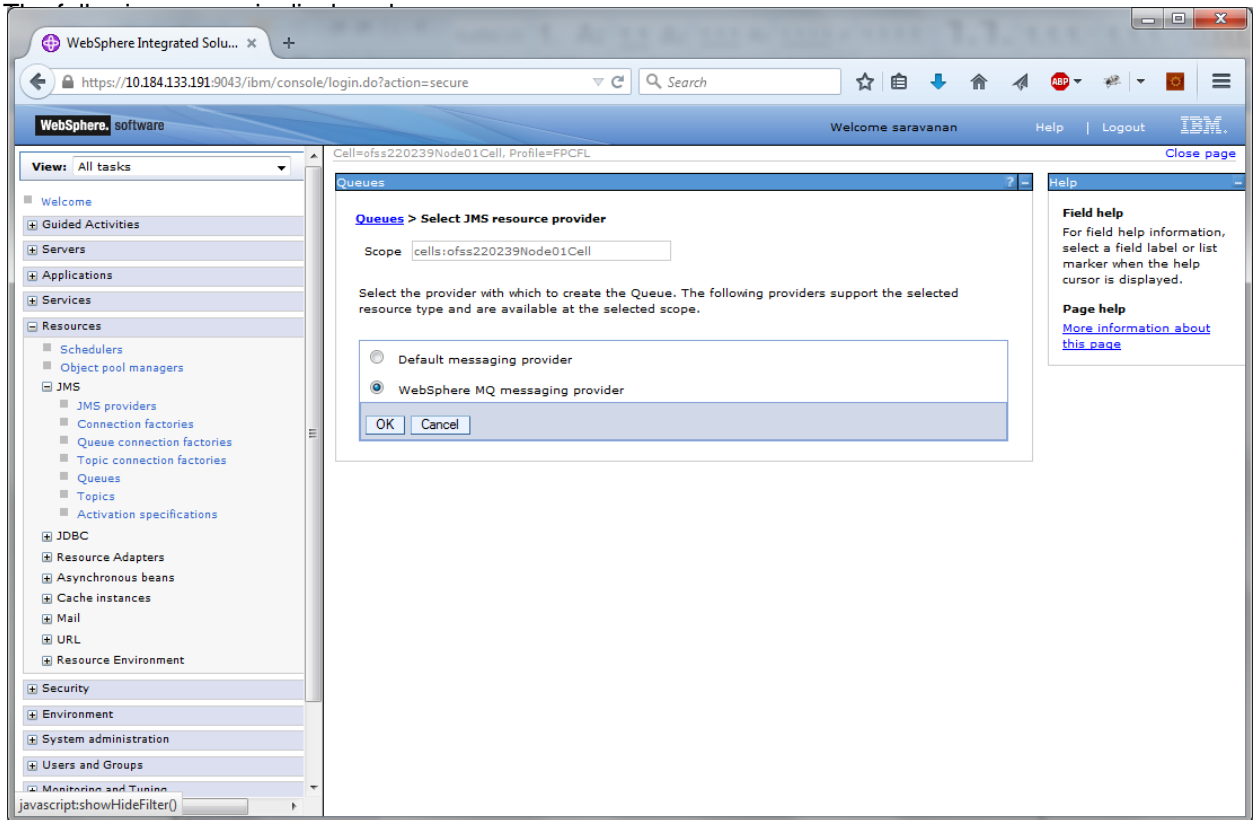 WebSphere Integrated Solu...
https://10.184.133.191:9043/ibm/console/login.do?action=secure
Search
ABP
WebSphere. software
Welcome saravanan
Help | Logout
IBM.
View: All tasks
Cell=ofss220239Node01Cell, Profile=FPCFL
Close page
Welcome
Guided Activities
Servers
Applications
Services
Resources
Schedulers
Object pool managers
JMS
JMS providers
Connection factories
Queue connection factories
Topic connection factories
Queues
Topics
Activation specifications
JDBC
Resource Adapters
Asynchronous beans
Cache instances
Mail
URL
Resource Environment
Security
Environment
System administration
Users and Groups
Monitoring and Tuning
javascript:showHideFilter()
Queues
?
Queues > Select JMS resource provider
Scope cells:ofss220239Node01Cell
Select the provider with which to create the Queue. The following providers support the selected
resource type and are available at the selected scope.
Default messaging provider
WebSphere MQ messaging provider
OK Cancel
Help
Field help
For field help information,
select a field label or list
marker when the help
cursor is displayed.
Page help
More information about
this page